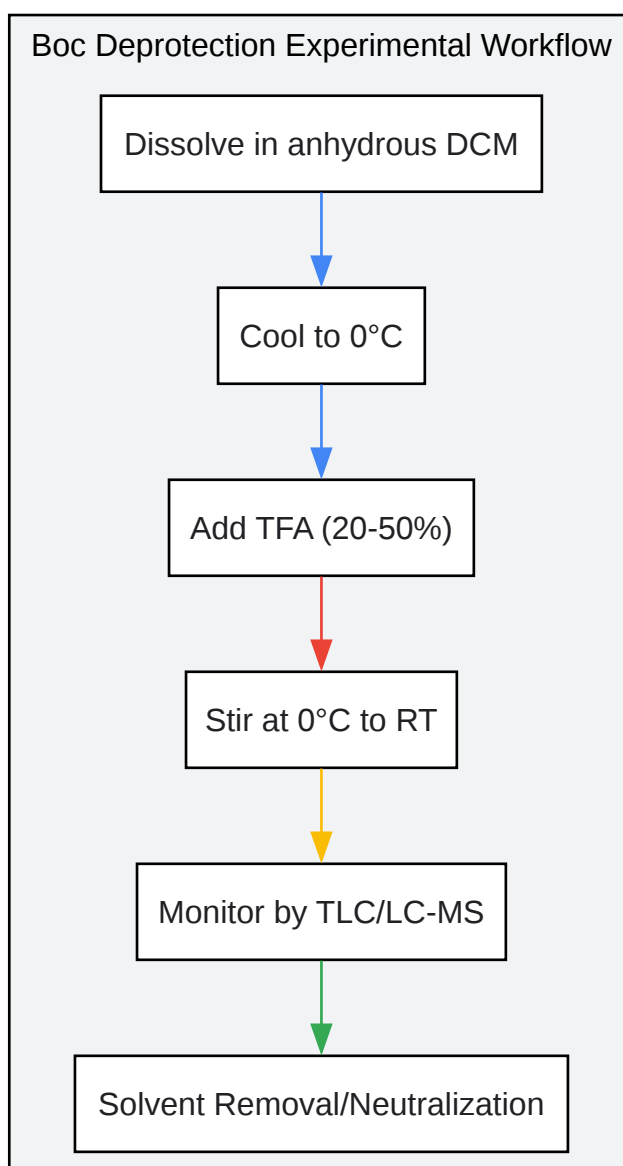 Boc Deprotection Experimental Workflow
Dissolve in anhydrous DCM
Cool to 0°C
Add TFA (20-50%)
Stir at 0°C to RT
Monitor by TLC/LC-MS
Solvent Removal/Neutralization